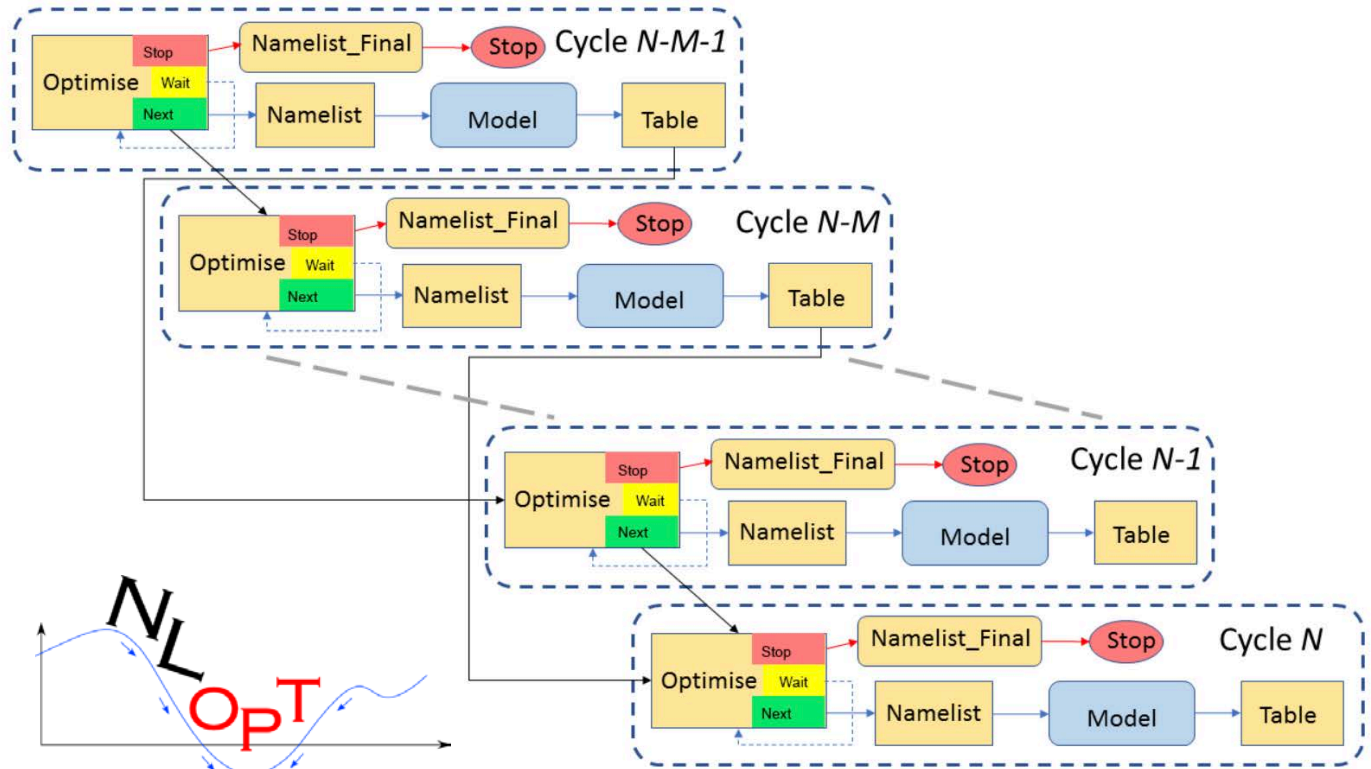 Cycle N-M-1
Optimise
Stop
Wait
Next
Namelist_Final
Stop
Namelist
Model
Table
Cycle N-M
Optimise
Stop
Wait
Next
Namelist_Final
Stop
Namelist
Model
Table
Cycle N-1
Optimise
Stop
Wait
Next
Namelist_Final
Stop
Namelist
Model
Table
Cycle N
Optimise
Stop
Wait
Next
Namelist_Final
Stop
Namelist
Model
Table
NLOPT